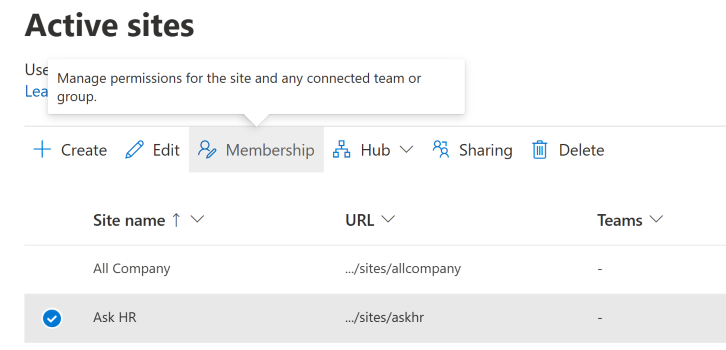 Active sites
Use
Manage permissions for the site and any connected team or
group.
Lea
Create Edit Membership Hub Sharing Delete
Site name ↑ URL Teams
All Company .../sites/allcompany -
Ask HR .../sites/askhr -